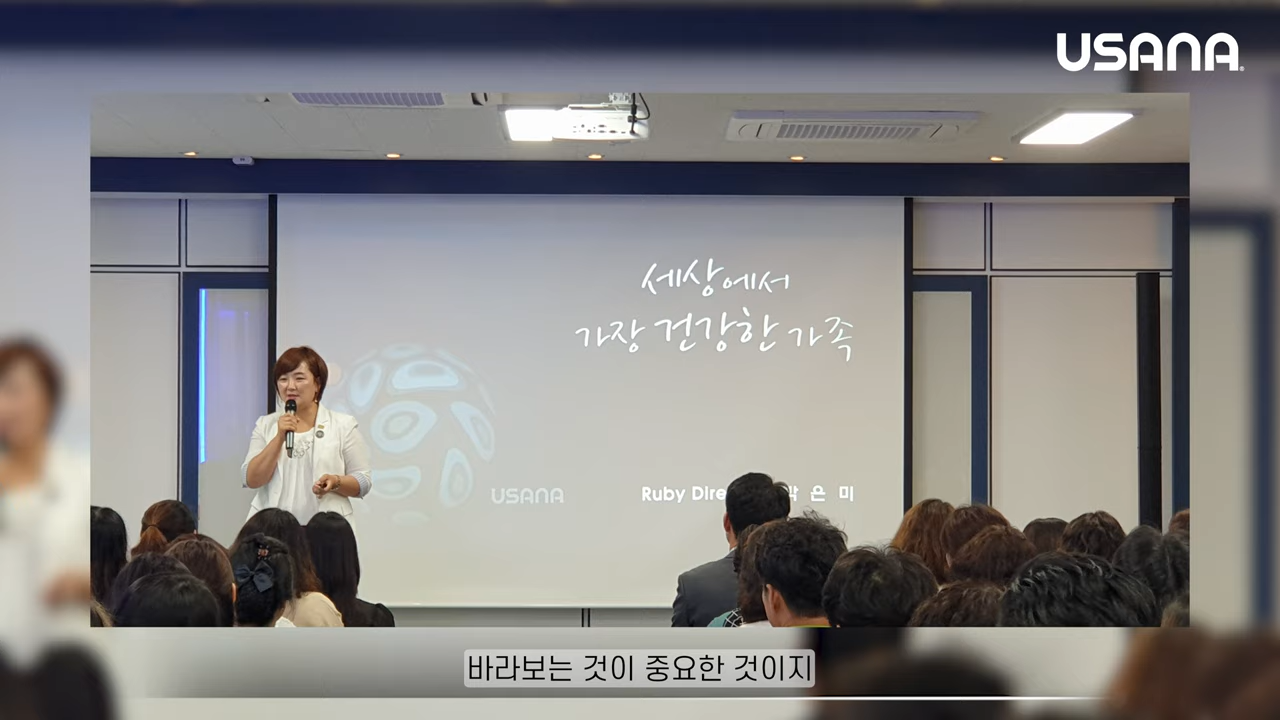 USANA
세상에서
가장 건강한 가족
USANA
Ruby 은 미
바라보는 것이 중요한 것이지